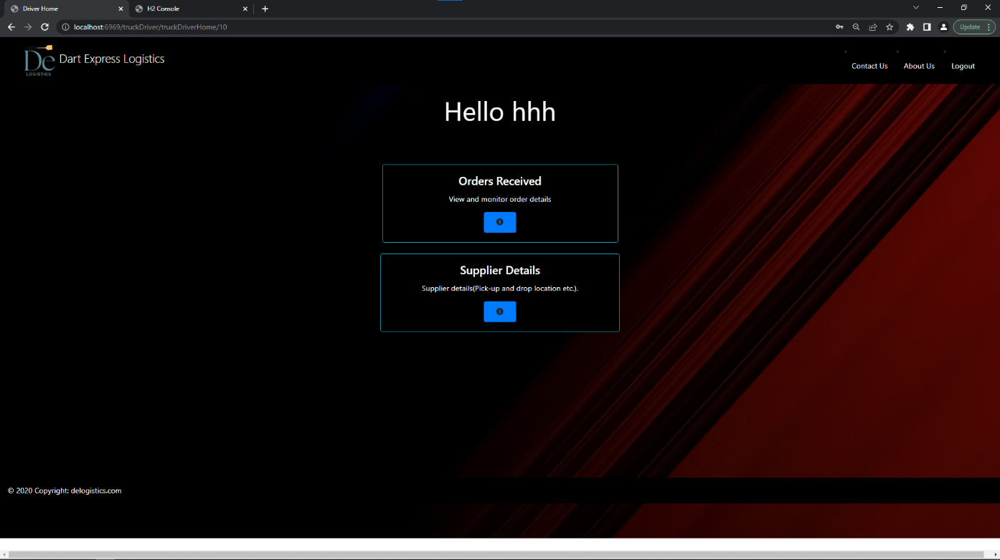 Driver Home
H2 Console
localhost:6969/truckDriver/truckDriverHome/10
Update
De
LOGISTICS
Dart Express Logistics
Contact Us
About Us
Logout
Hello hhh
Orders Received
View and monitor order details
Supplier Details
Supplier details(Pick-up and drop location etc.).
© 2020 Copyright: delogistics.com